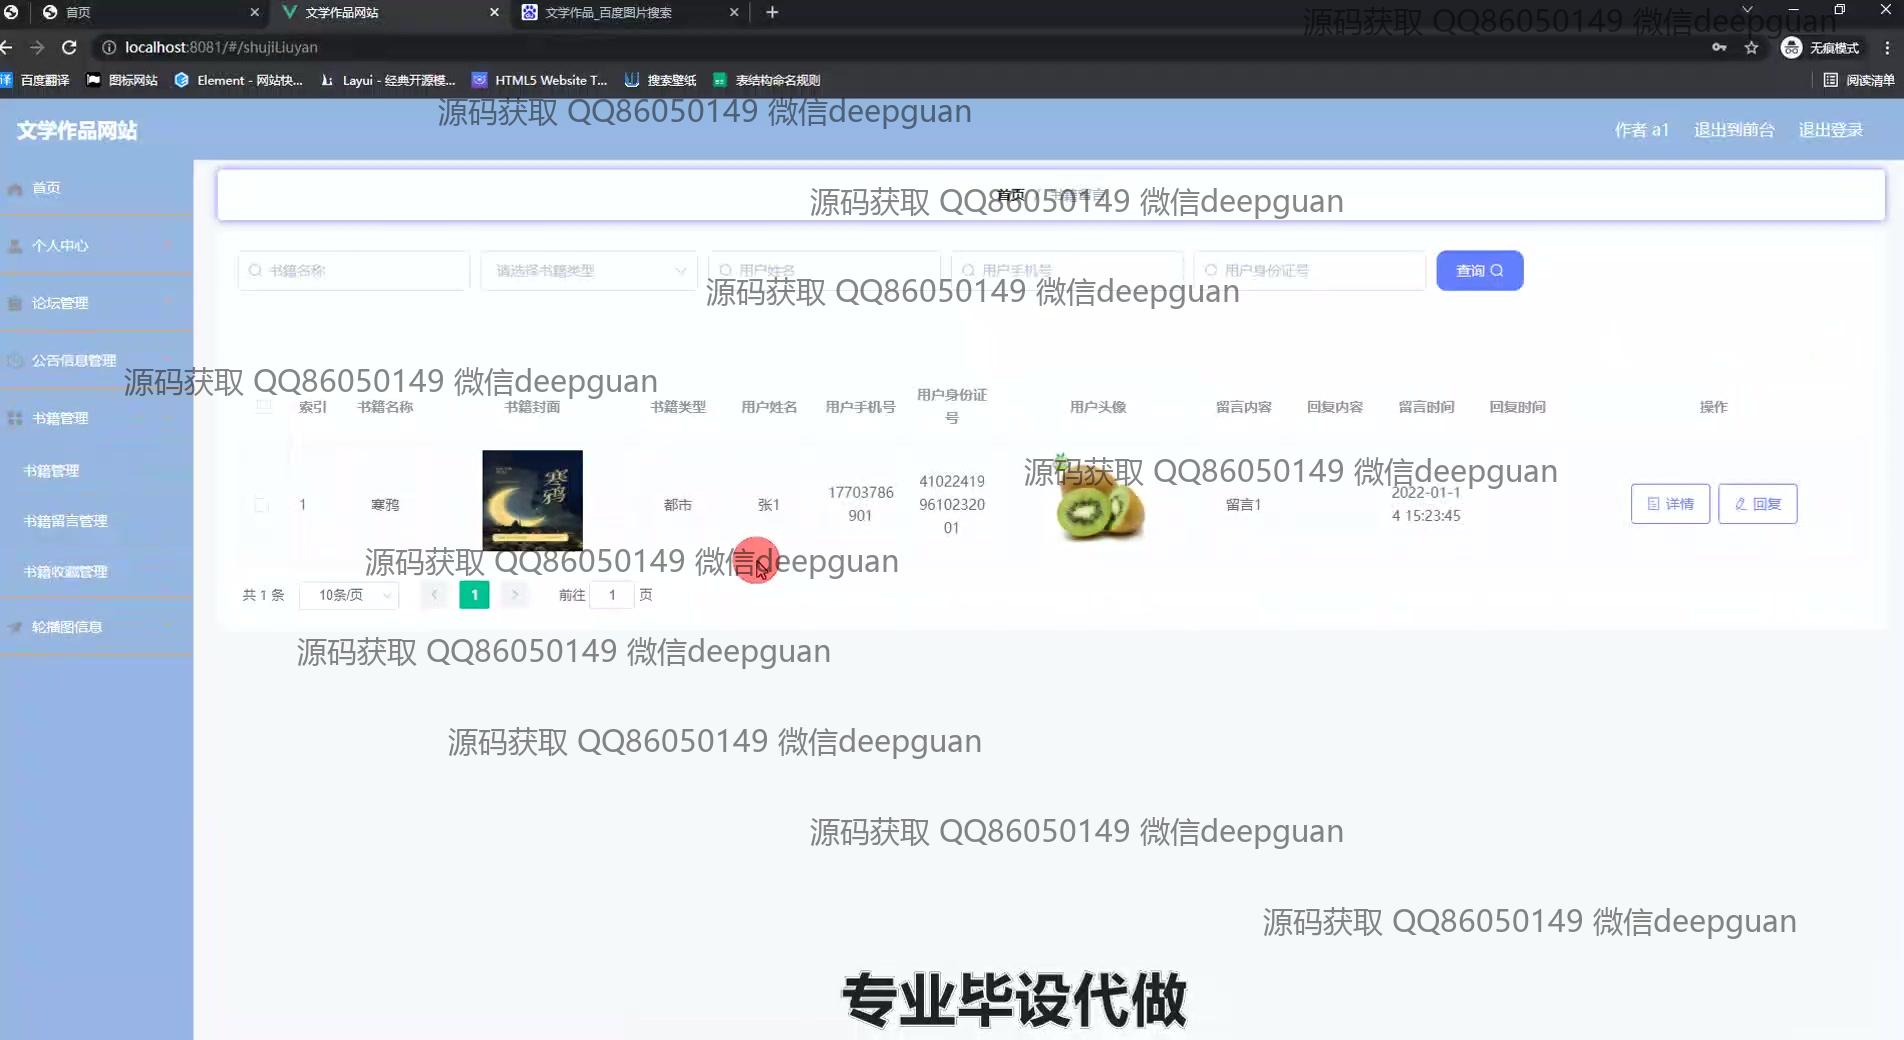 首页
文学作品网站
文学作品_百度图片搜索
源码获取 QQ86050149 微信deepguan
localhost:8081/#/shujiLiuyan
无痕模式
译 百度翻译
图标网站
Element - 网站快...
Layui - 经典开源模...
HTML5 Website T...
搜索壁纸
表结构命名规则
阅读清单
源码获取 QQ86050149 微信deepguan
文学作品网站
作者 a1
退出到前台
退出登录
首页
个人中心
论坛管理
公告信息管理
书籍管理
书籍管理
书籍留言管理
书籍收藏管理
轮播图信息
首页
书籍留言
源码获取 QQ86050149 微信deepguan
书籍名称
请选择书籍类型
用户姓名
用户手机号
用户身份证号
查询
源码获取 QQ86050149 微信deepguan
源码获取 QQ86050149 微信deepguan
索引
书籍名称
书籍封面
书籍类型
用户姓名
用户手机号
用户身份证
号
用户头像
留言内容
回复内容
留言时间
回复时间
操作
源码获取 QQ86050149 微信deepguan
1
寒鸦
寒鸦
都市
张1
17703786
901
41022419
96102320
01
留言1
2022-01-1
4 15:23:45
详情
回复
源码获取 QQ86050149 微信deepguan
共 1 条
10条/页
1
前往 1 页
源码获取 QQ86050149 微信deepguan
源码获取 QQ86050149 微信deepguan
源码获取 QQ86050149 微信deepguan
源码获取 QQ86050149 微信deepguan
专业毕设代做